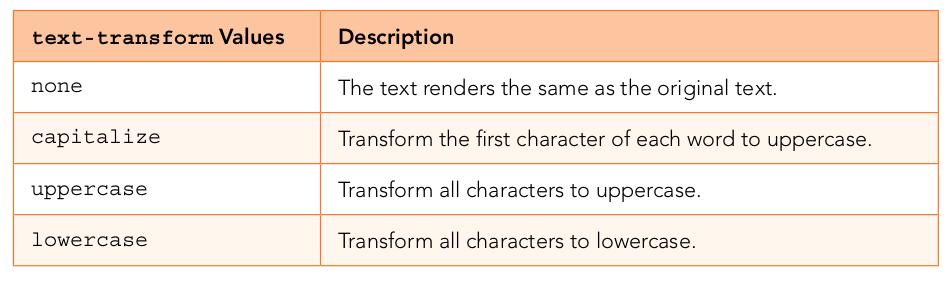 text-transform Values Description
none The text renders the same as the original text.
capitalize Transform the first character of each word to uppercase.
uppercase Transform all characters to uppercase.
lowercase Transform all characters to lowercase.